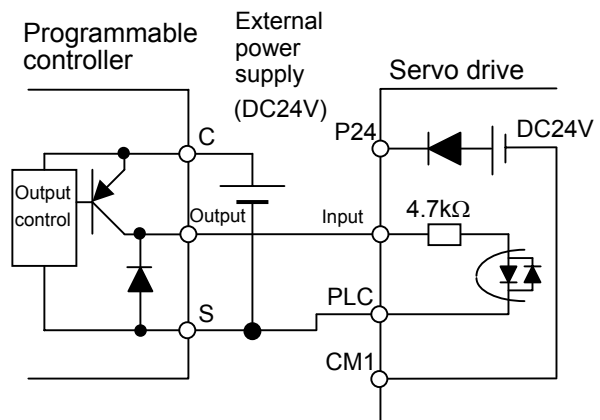 Programmable
controller
External
power
supply
(DC24V)
Servo drive
P24
DC24V
C
Output
control
Output
Input
4.7kΩ
S
PLC
CM1